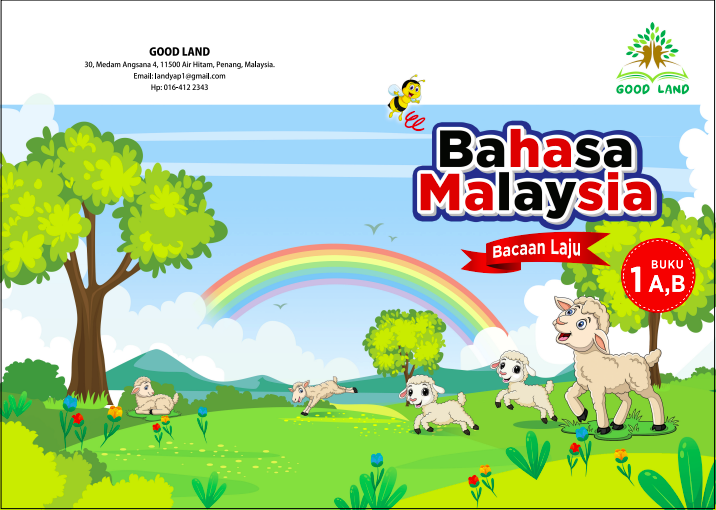 GOOD LAND
30, Medam Angsana 4, 11500 Air Hitam, Penang, Malaysia.
Email: landyap1@gmail.com
Hp: 016-412 2343
GOOD LAND
Bahasa
Malaysia
Bacaan Laju
BUKU
1 A,B